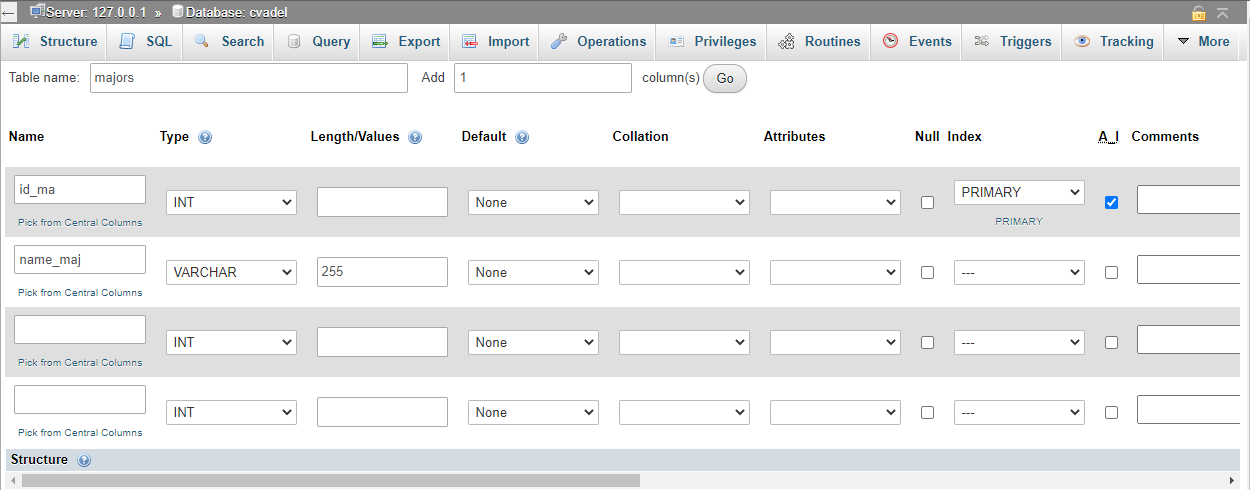 Server: 127.0.0.1 » Database: cvadel
Structure SQL Search Query Export Import Operations Privileges Routines Events Triggers Tracking More
Table name: majors Add 1 column(s) Go
Name Type Length/Values Default Collation Attributes Null Index A_I Comments
id_ma INT None PRIMARY
Pick from Central Columns PRIMARY
name_maj VARCHAR 255 None ---
Pick from Central Columns
INT None ---
Pick from Central Columns
INT None ---
Pick from Central Columns
Structure